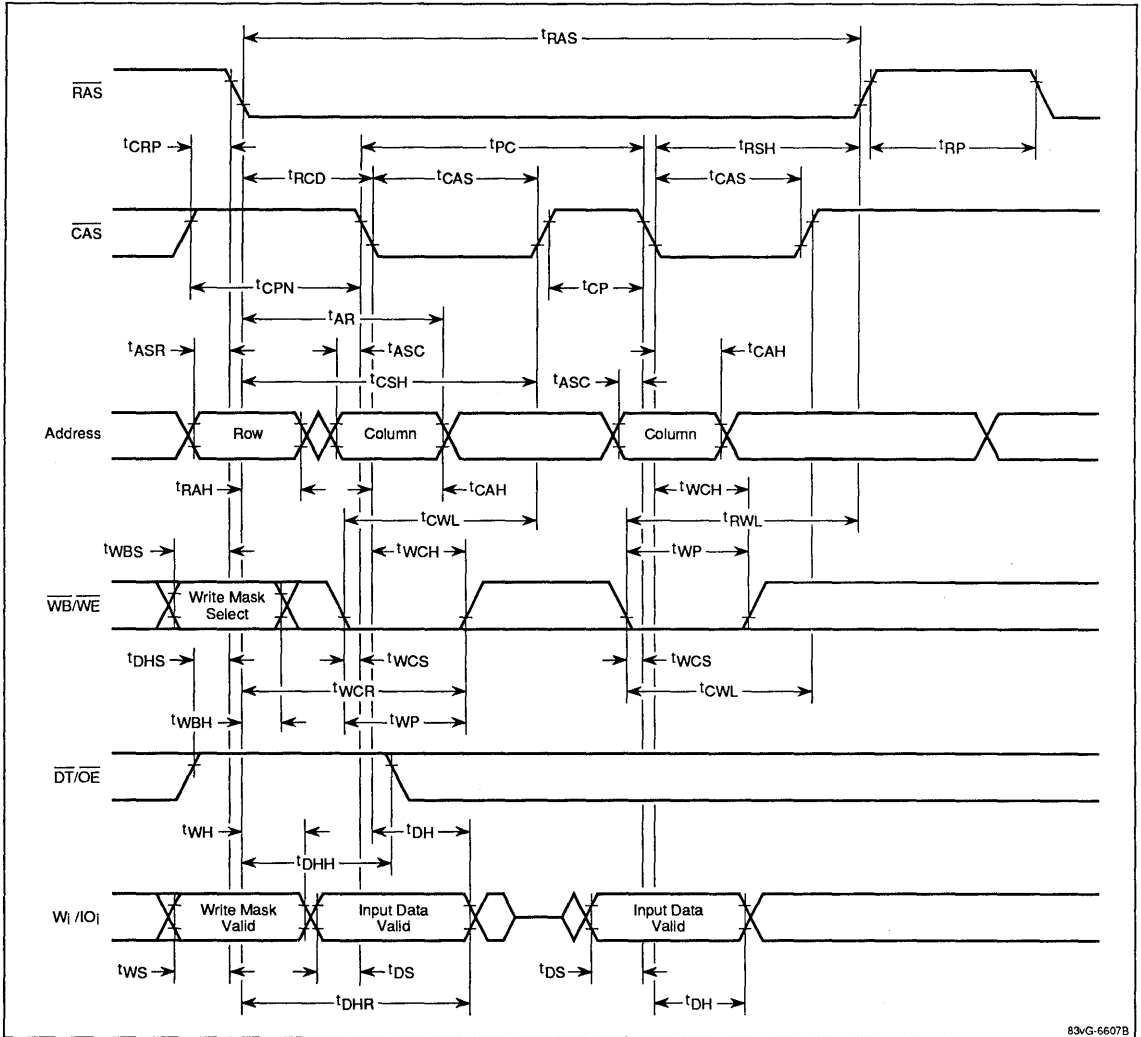 tRAS
RAS
tCRP
tPC
tRSH
tRP
tRCD
tCAS
tCAS
CAS
tCPN
tCP
tAR
tASR
tASC
tCAH
tCSH
tASC
Address
Row
Column
Column
tRAH
tCAH
tWCH
tCWL
tRWL
tWBS
tWCH
tWP
WB/WE
Write Mask
Select
tDHS
tWCS
tWCS
tWCR
tCWL
tWBH
tWP
DT/OE
tWH
tDH
tDHH
Wi /IOi
Write Mask
Valid
Input Data
Valid
Input Data
Valid
tWS
tDS
tDS
tDHR
tDH
83vG-6607B